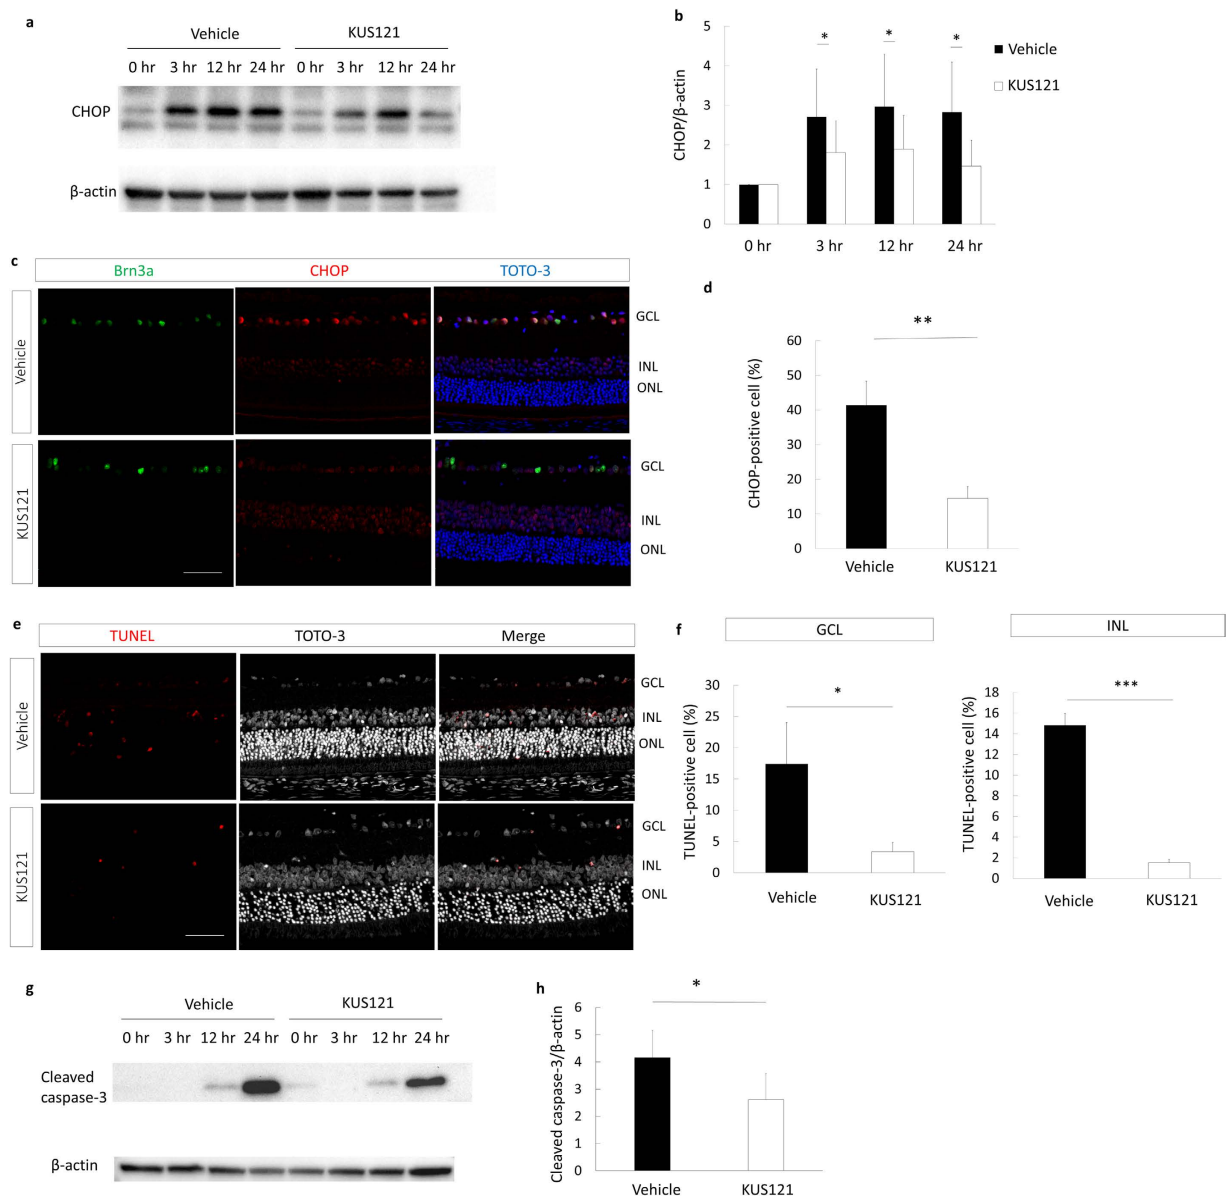 a
Vehicle KUS121
0 hr 3 hr 12 hr 24 hr 0 hr 3 hr 12 hr 24 hr
CHOP
β-actin
b
CHOP/β-actin
5
4
3
2
1
0
* * *
Vehicle
KUS121
0 hr 3 hr 12 hr 24 hr
c
Brn3a CHOP TOTO-3
Vehicle
GCL
INL
ONL
KUS121
GCL
INL
ONL
d
CHOP-positive cell (%)
60
50
40
30
20
10
0
**
Vehicle KUS121
e
TUNEL TOTO-3 Merge
Vehicle
GCL
INL
ONL
KUS121
GCL
INL
ONL
f
GCL
TUNEL-positive cell (%)
30
25
20
15
10
5
0
*
Vehicle KUS121
INL
TUNEL-positive cell (%)
18
16
14
12
10
8
6
4
2
0
***
Vehicle KUS121
g
Vehicle KUS121
0 hr 3 hr 12 hr 24 hr 0 hr 3 hr 12 hr 24 hr
Cleaved
caspase-3
β-actin
h
Cleaved caspase-3/β-actin
6
5
4
3
2
1
0
*
Vehicle KUS121